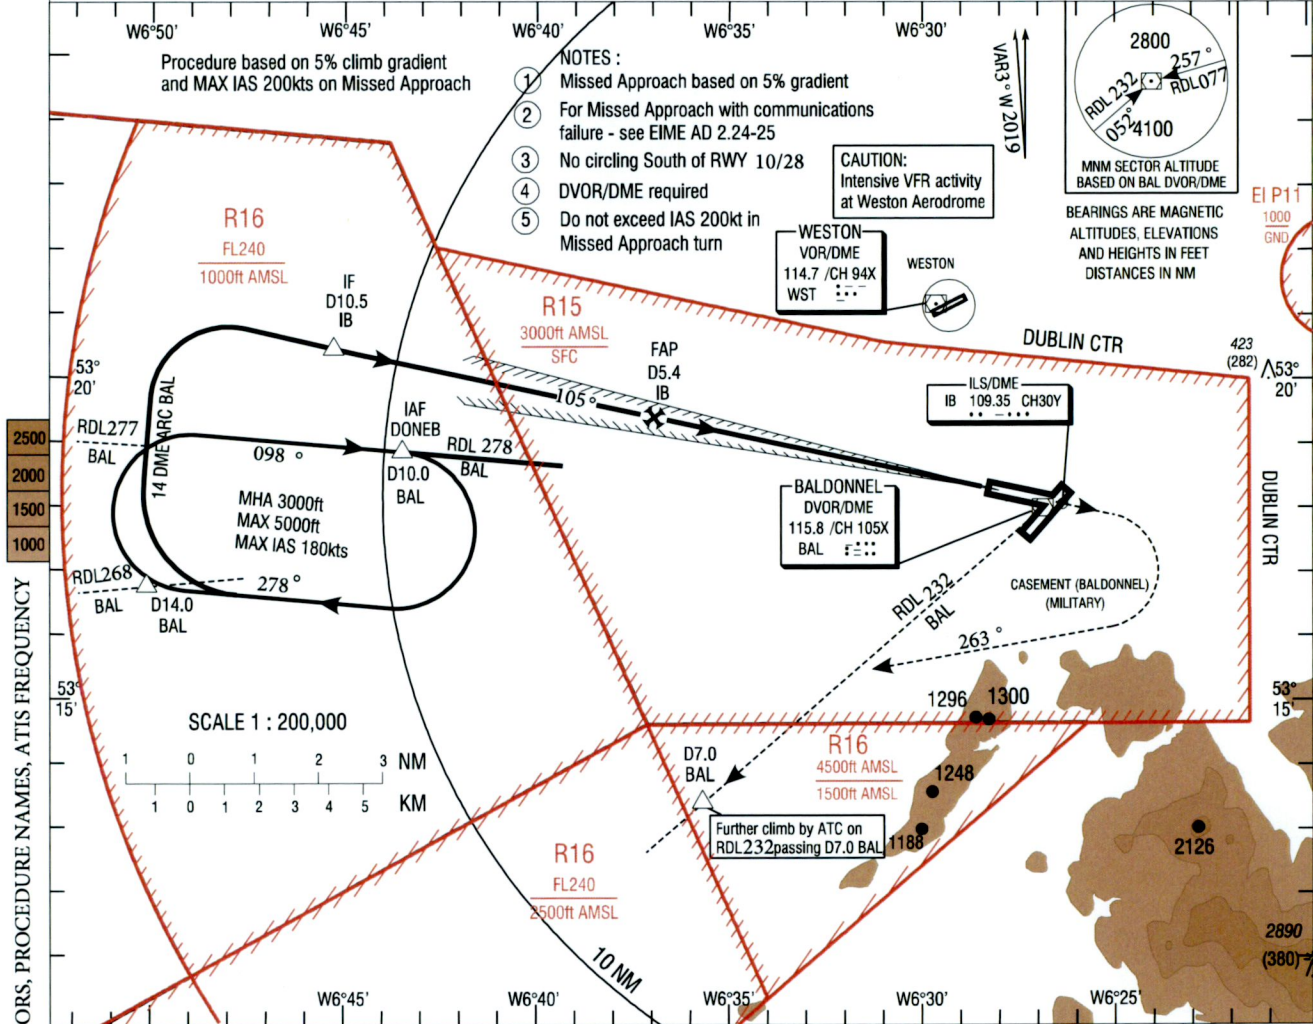 W6°50'
W6°45'
W6°40'
W6°35'
W6°30'
Procedure based on 5% climb gradient
and MAX IAS 200kts on Missed Approach
NOTES :
1 Missed Approach based on 5% gradient
2 For Missed Approach with communications
failure - see EIME AD 2.24-25
3 No circling South of RWY 10/28
4 DVOR/DME required
5 Do not exceed IAS 200kt in
Missed Approach turn
CAUTION:
Intensive VFR activity
at Weston Aerodrome
VAR3° W 2019
2800
257 °
RDL077
RDL 232
052°
4100
MNM SECTOR ALTITUDE
BASED ON BAL DVOR/DME
BEARINGS ARE MAGNETIC
ALTITUDES, ELEVATIONS
AND HEIGHTS IN FEET
DISTANCES IN NM
EI P11
1000
GND
R16
FL240
1000ft AMSL
IF
D10.5
IB
R15
3000ft AMSL
SFC
WESTON
VOR/DME
114.7 /CH 94X
WST
WESTON
DUBLIN CTR
423
(282)
53°
20'
53°
20'
FAP
D5.4
IB
105°
ILS/DME
IB 109.35 CH30Y
RDL277
BAL
14 DME ARC BAL
098 °
IAF
DONEB
D10.0
BAL
RDL 278
BAL
2500
2000
1500
1000
MHA 3000ft
MAX 5000ft
MAX IAS 180kts
BALDONNEL
DVOR/DME
115.8 /CH 105X
BAL
DUBLIN CTR
RDL268
BAL
D14.0
BAL
278 °
RDL 232
BAL
CASEMENT (BALDONNEL)
(MILITARY)
263 °
53°
15'
53°
15'
SCALE 1 : 200,000
1 0 1 2 3 NM
1 0 1 2 3 4 5 KM
1296
1300
D7.0
BAL
R16
4500ft AMSL
1500ft AMSL
1248
Further climb by ATC on
RDL232passing D7.0 BAL
1188
2126
R16
FL240
2500ft AMSL
10 NM
2890
(380)
W6°45'
W6°40'
W6°35'
W6°30'
W6°25'
ORS, PROCEDURE NAMES, ATIS FREQUENCY